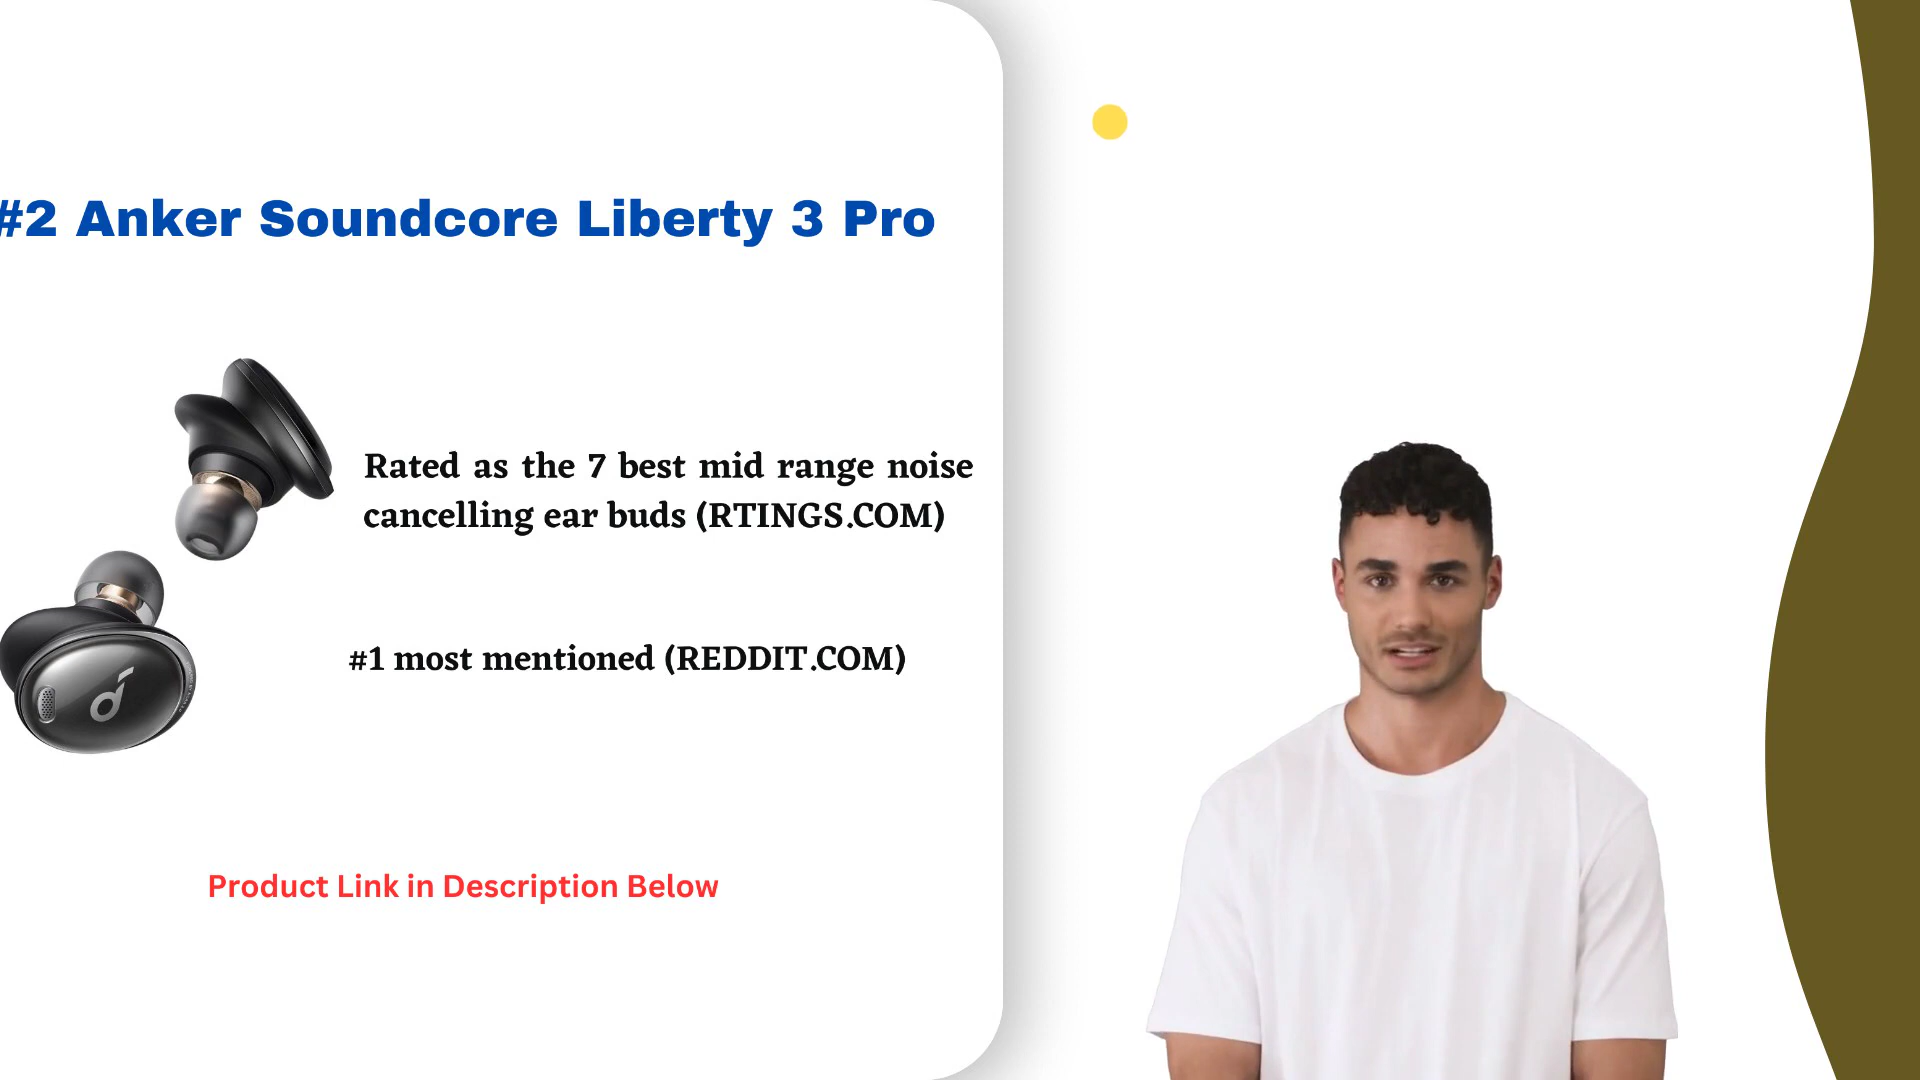 #2 Anker Soundcore Liberty 3 Pro
Rated as the 7 best mid range noise
cancelling ear buds (RTINGS.COM)
#1 most mentioned (REDDIT.COM)
Product Link in Description Below